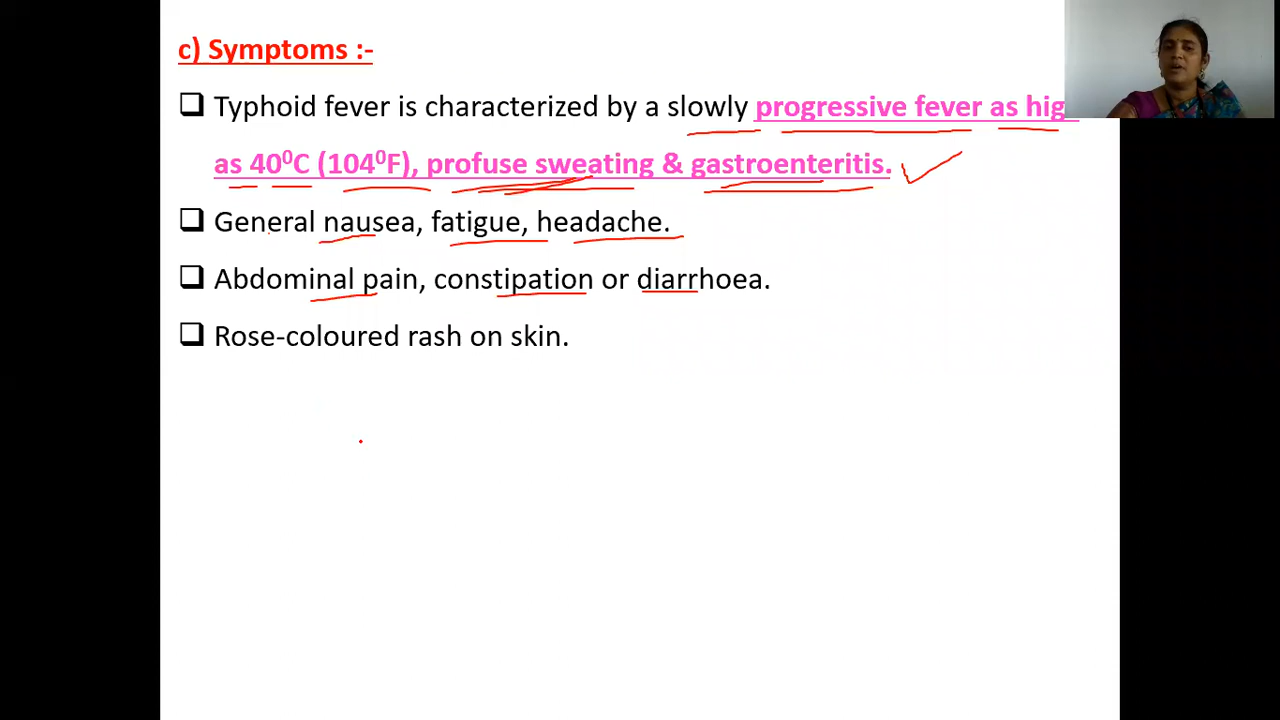 c) Symptoms :-
❑ Typhoid fever is characterized by a slowly progressive fever as hig
as 40⁰C (104⁰F), profuse sweating & gastroenteritis.
❑ General nausea, fatigue, headache.
❑ Abdominal pain, constipation or diarrhoea.
❑ Rose-coloured rash on skin.